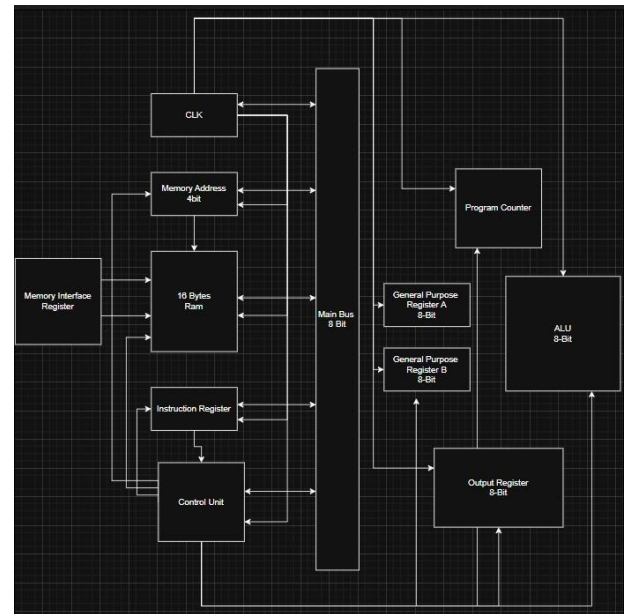 CLK
Memory Address
4bit
Program Counter
Memory Interface
Register
16 Bytes
Ram
Main Bus
8 Bit
General Purpose
Register A
8-Bit
ALU
8-Bit
General Purpose
Register B
8-Bit
Instruction Register
Control Unit
Output Register
8-Bit